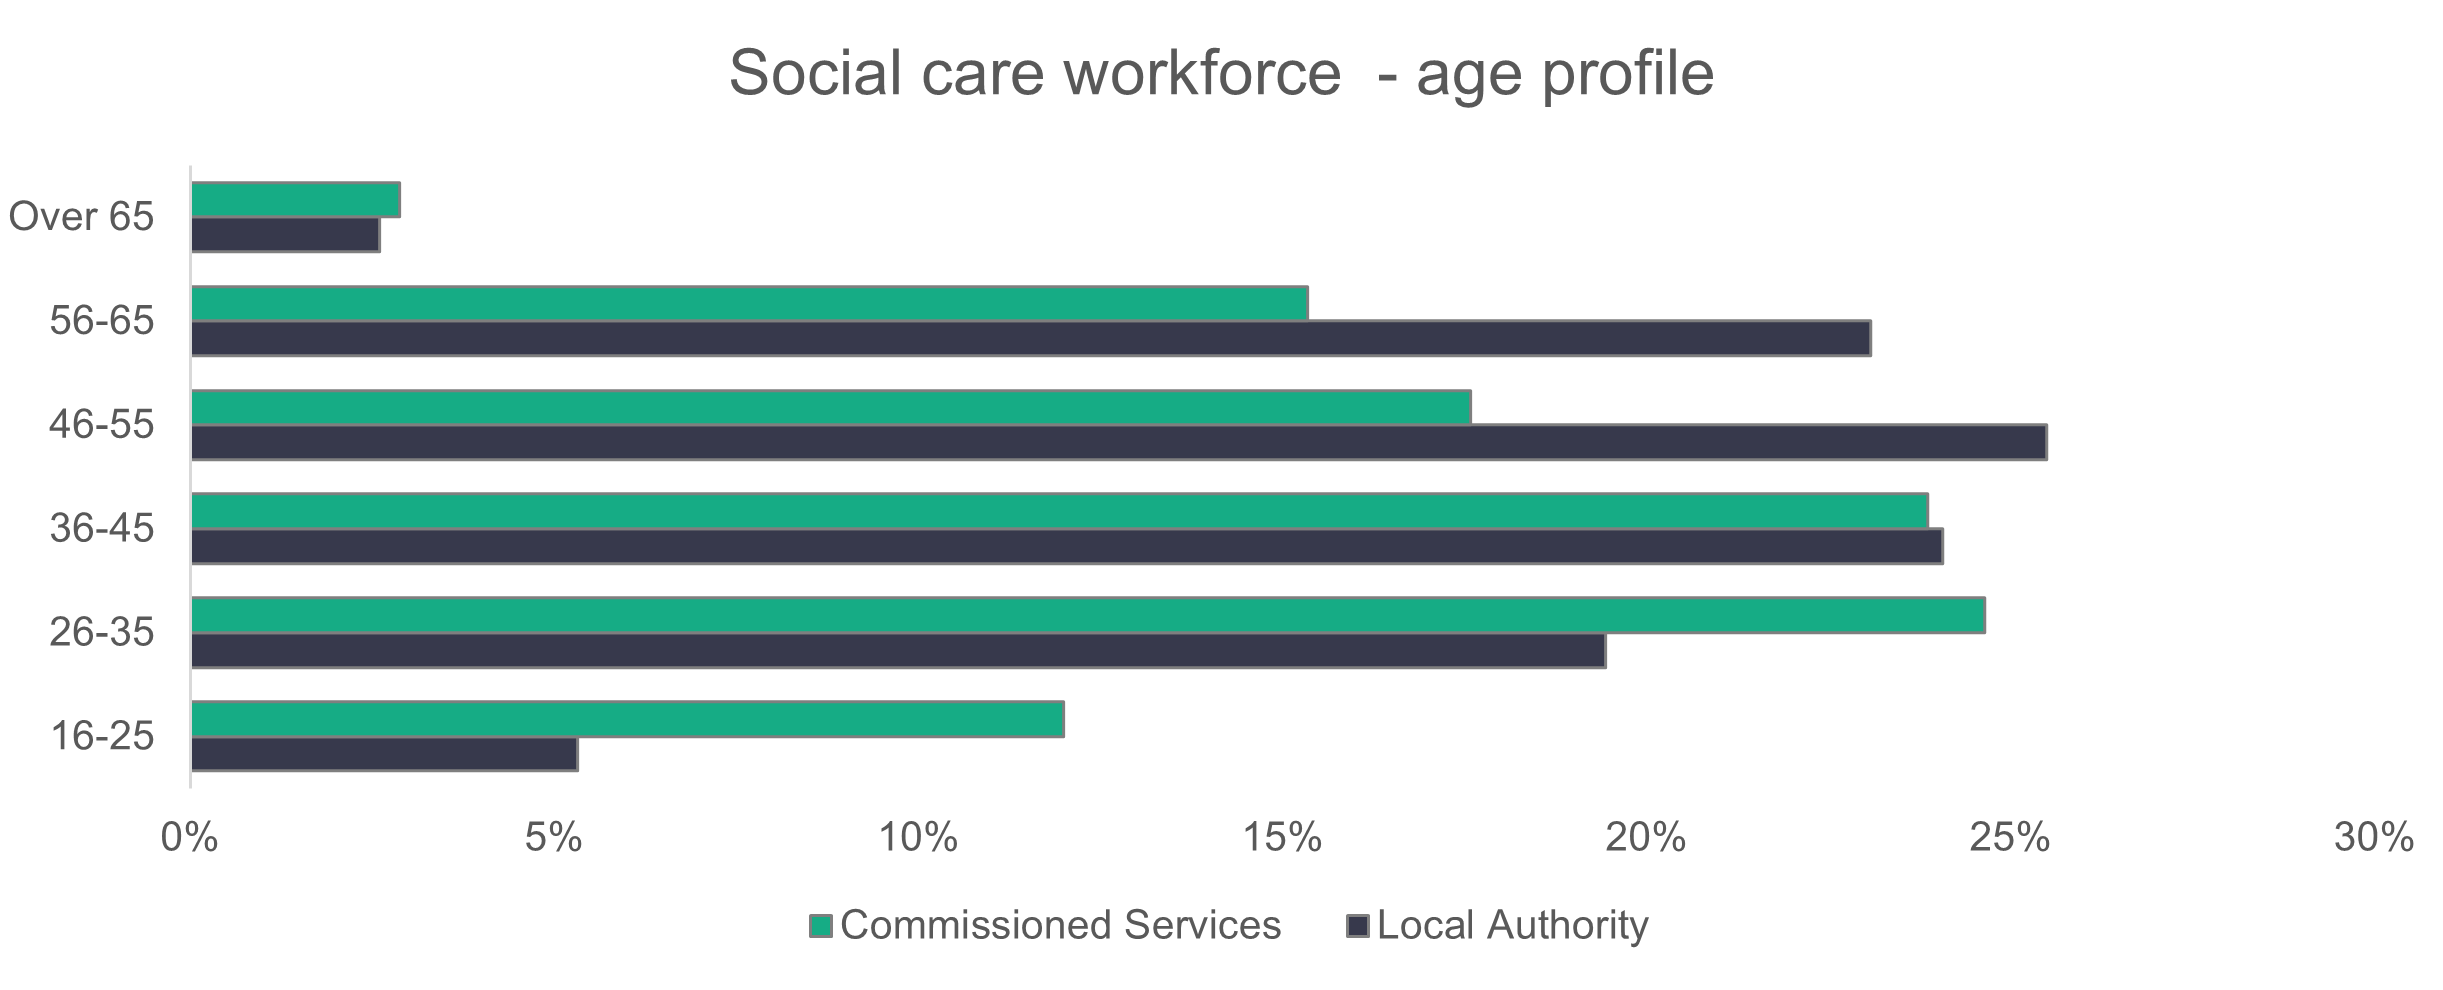 Social care workforce  - age profile
Over 65
56-65
46-55
36-45
26-35
16-25
0% 5% 10% 15% 20% 25% 30%
Commissioned Services Local Authority